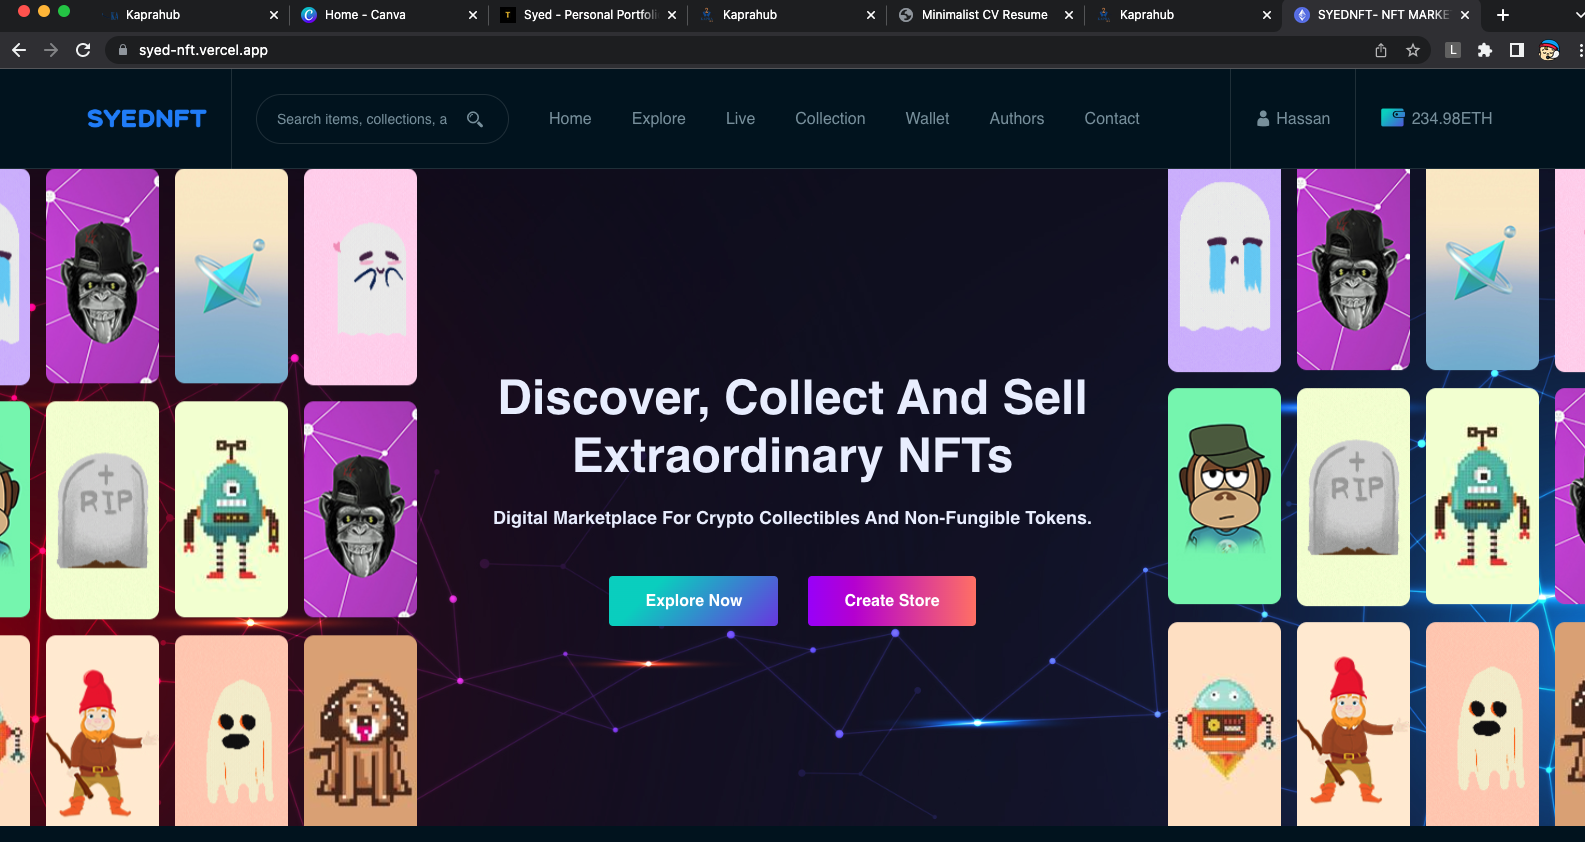 Kaprahub
Home - Canva
Syed - Personal Portfoli
Kaprahub
Minimalist CV Resume
Kaprahub
SYEDNFT- NFT MARKE
syed-nft.vercel.app
L
SYEDNFT
Search items, collections, a
Home
Explore
Live
Collection
Wallet
Authors
Contact
Hassan
234.98ETH
Discover, Collect And Sell
Extraordinary NFTs
Digital Marketplace For Crypto Collectibles And Non-Fungible Tokens.
Explore Now
Create Store
RIP
RIP